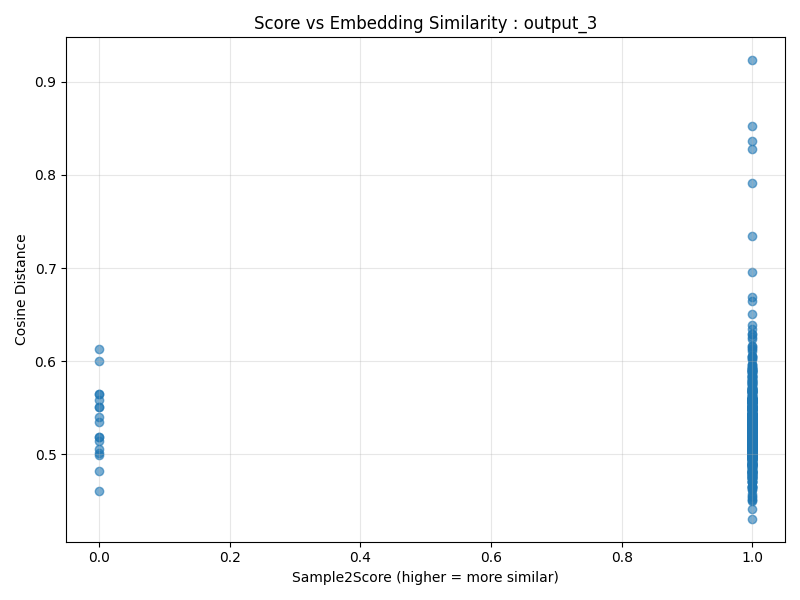 Score vs Embedding Similarity : output_3
Cosine Distance
0.9
0.8
0.7
0.6
0.5
0.0 0.2 0.4 0.6 0.8 1.0
Sample2Score (higher = more similar)